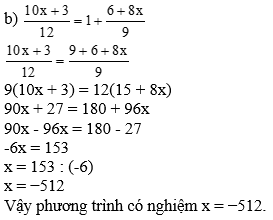 b) (10x + 3)/12 = 1 + (6 + 8x)/9
(10x + 3)/12 = (9 + 6 + 8x)/9
9(10x + 3) = 12(15 + 8x)
90x + 27 = 180 + 96x
90x - 96x = 180 - 27
-6x = 153
x = 153 : (-6)
x = −512
Vậy phương trình có nghiệm x = −512.